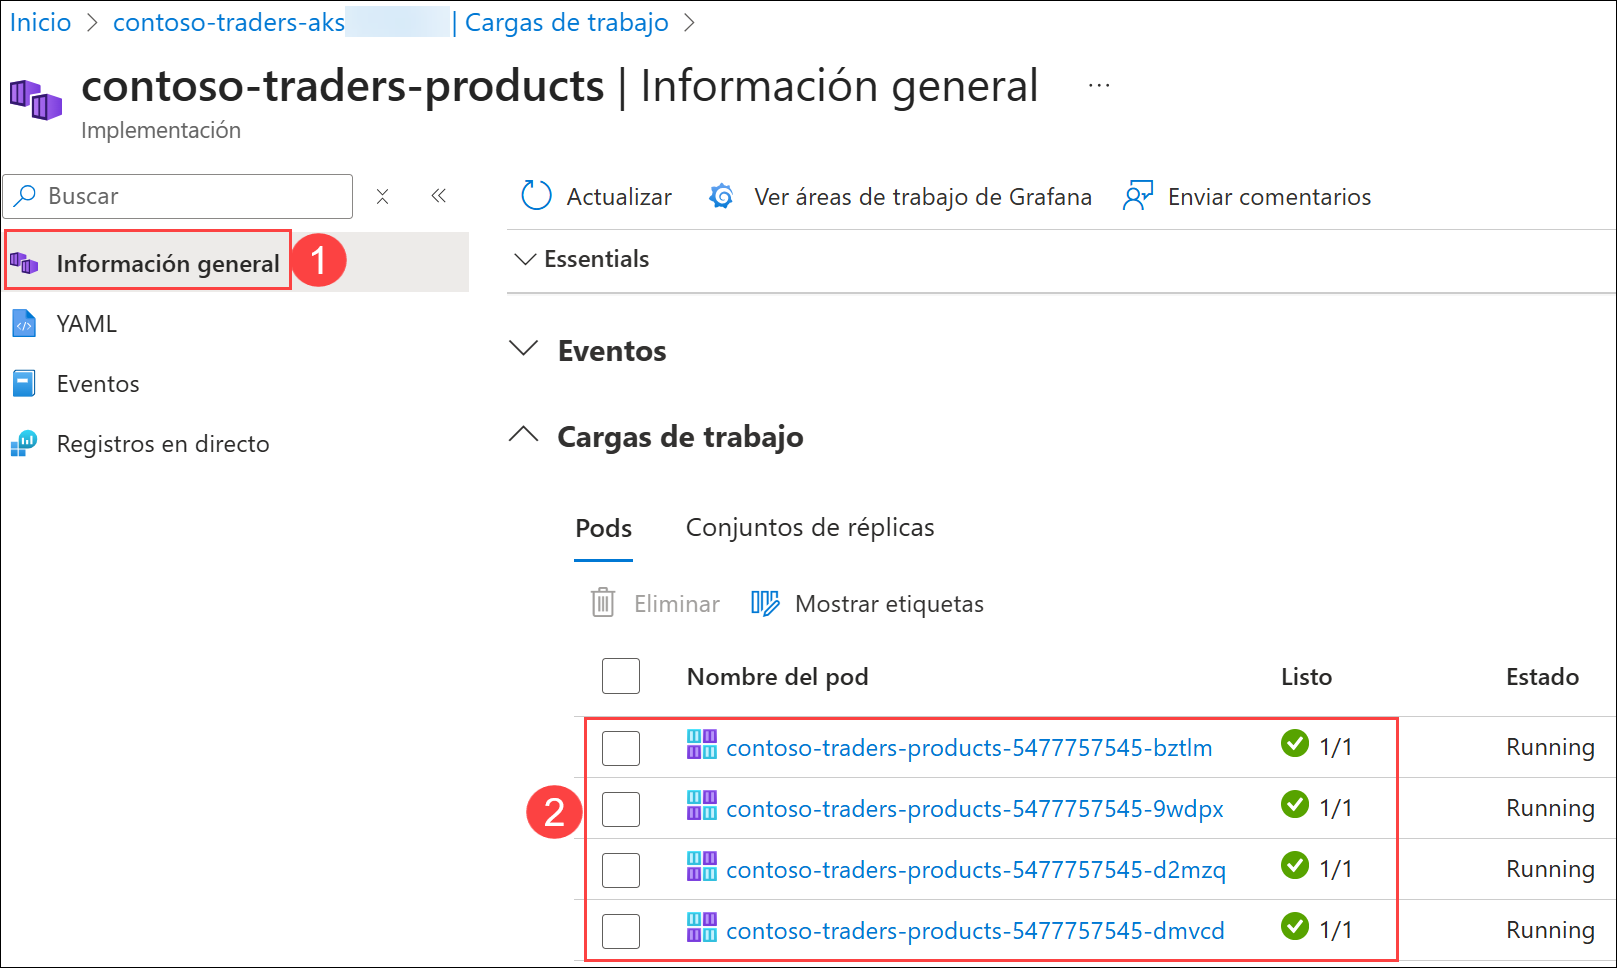 Inicio > contoso-traders-aks | Cargas de trabajo >
contoso-traders-products | Información general ...
Implementación
Buscar
Actualizar Ver áreas de trabajo de Grafana Enviar comentarios
Essentials
Información general 1
YAML
Eventos
Registros en directo
Eventos
Cargas de trabajo
Pods Conjuntos de réplicas
Eliminar Mostrar etiquetas
Nombre del pod Listo Estado
contoso-traders-products-5477757545-bztlm 1/1 Running
2
contoso-traders-products-5477757545-9wdpx 1/1 Running
contoso-traders-products-5477757545-d2mzq 1/1 Running
contoso-traders-products-5477757545-dmvcd 1/1 Running